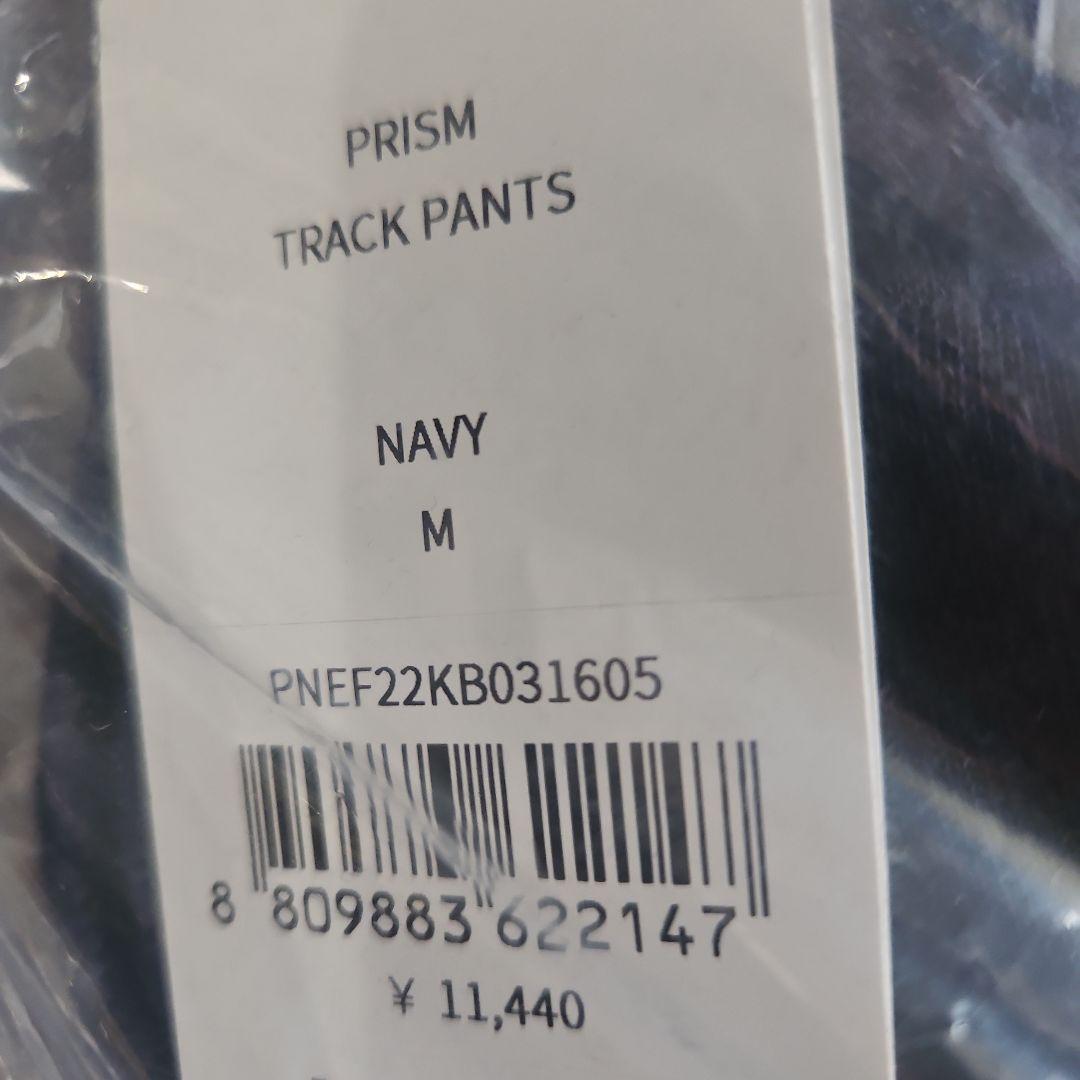 PRISM
TRACK PANTS
NAVY
M
PNEF22KB031605
8 809883 622147
¥ 11,440